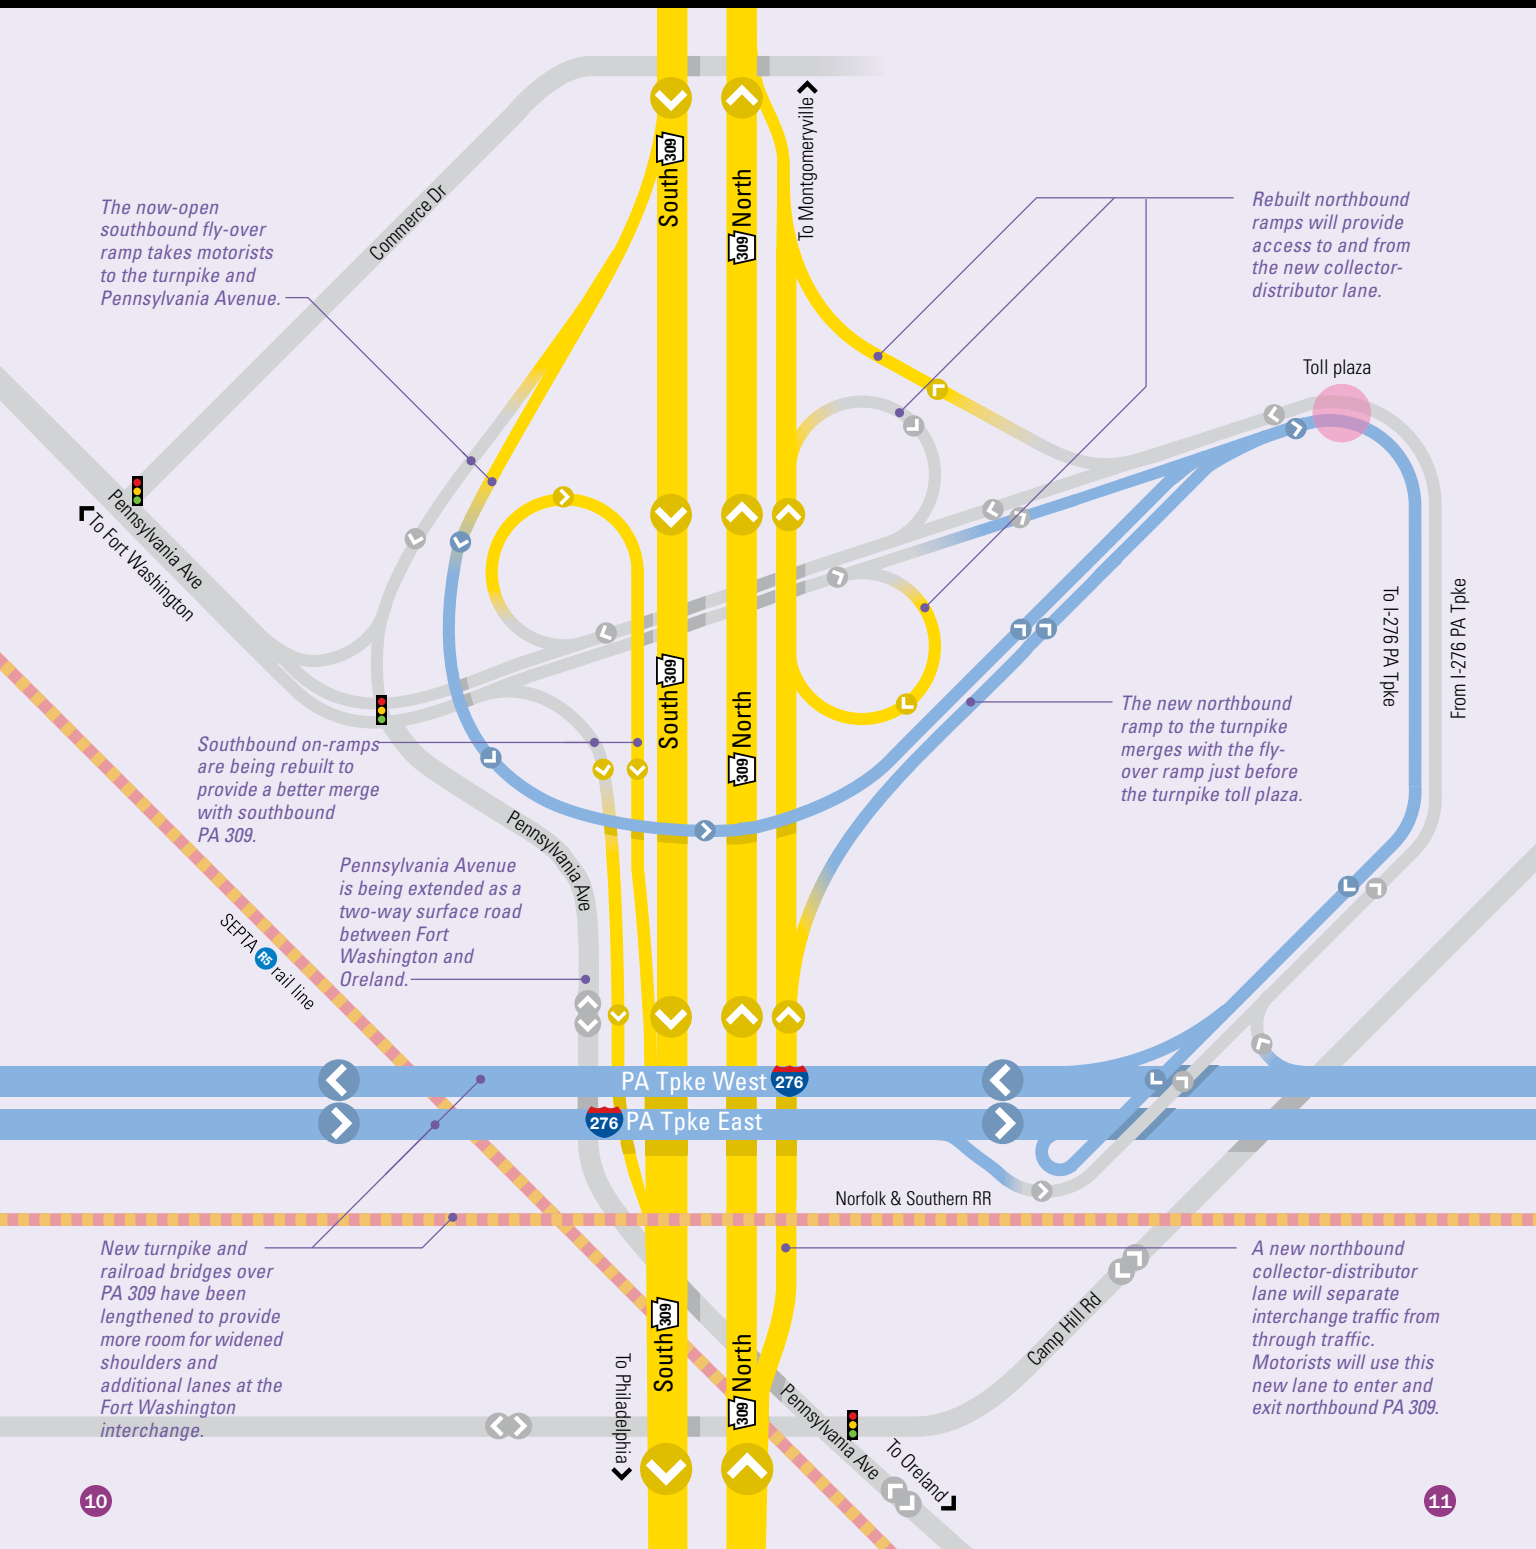 The now-open
southbound fly-over
ramp takes motorists
to the turnpike and
Pennsylvania Avenue.
Commerce Dr
309
South
North
309
To Montgomeryville
Rebuilt northbound
ramps will provide
access to and from
the new collector-
distributor lane.
Toll plaza
Pennsylvania Ave
To Fort Washington
To I-276 PA Tpke
From I-276 PA Tpke
309
South
North
309
Southbound on-ramps
are being rebuilt to
provide a better merge
with southbound
PA 309.
The new northbound
ramp to the turnpike
merges with the fly-
over ramp just before
the turnpike toll plaza.
Pennsylvania Ave
Pennsylvania Avenue
is being extended as a
two-way surface road
between Fort
Washington and
Oreland.
SEPTA R5 rail line
PA Tpke West 276
276 PA Tpke East
Norfolk & Southern RR
New turnpike and
railroad bridges over
PA 309 have been
lengthened to provide
more room for widened
shoulders and
additional lanes at the
Fort Washington
interchange.
309
South
North
309
To Philadelphia
Camp Hill Rd
Pennsylvania Ave
To Oreland
A new northbound
collector-distributor
lane will separate
interchange traffic from
through traffic.
Motorists will use this
new lane to enter and
exit northbound PA 309.
10
11